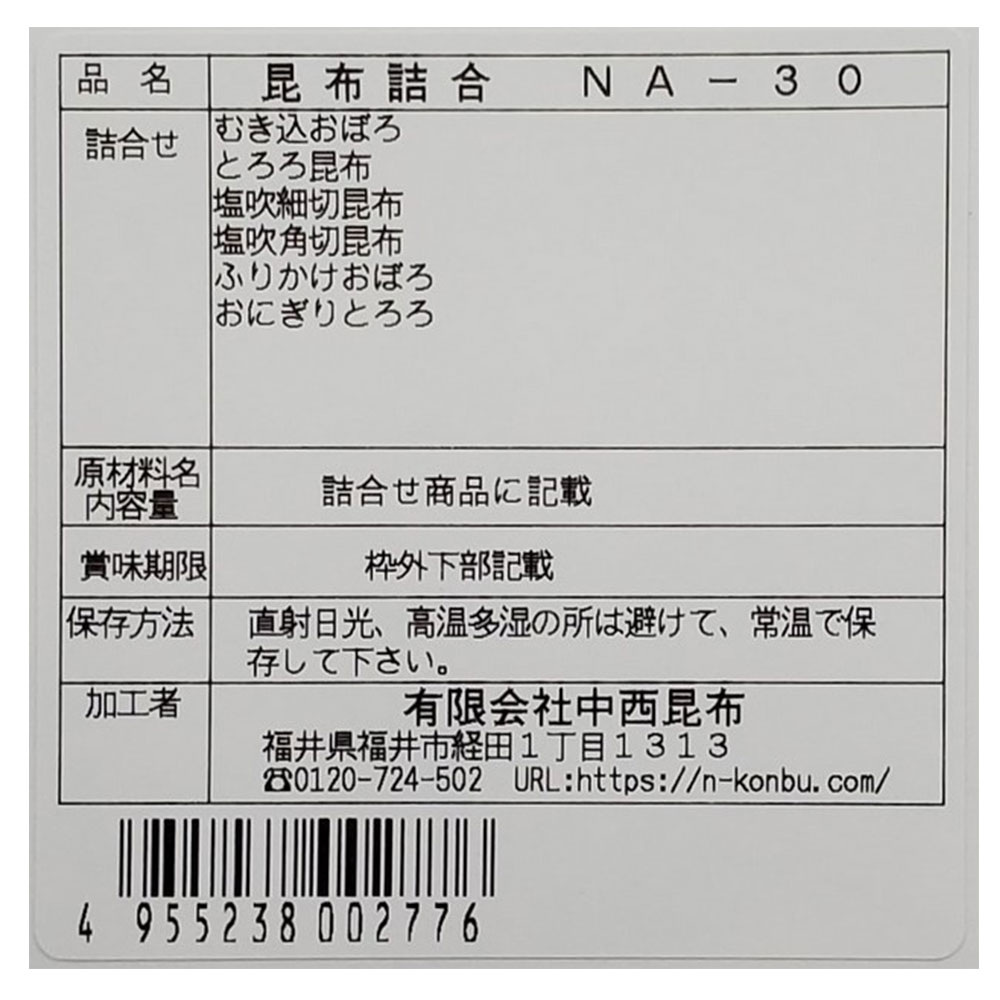 品 名 昆布詰合 ＮＡ－３０
詰合せ むき込おぼろ
とろろ昆布
塩吹細切昆布
塩吹角切昆布
ふりかけおぼろ
おにぎりとろろ
原材料名
内容量
詰合せ商品に記載
賞味期限 枠外下部記載
保存方法 直射日光、高温多湿の所は避けて、常温で保
存して下さい。
加工者 有限会社中西昆布
福井県福井市経田１丁目１３１３
☎0120-724-502 URL:https://n-konbu.com/
4 955238 002776